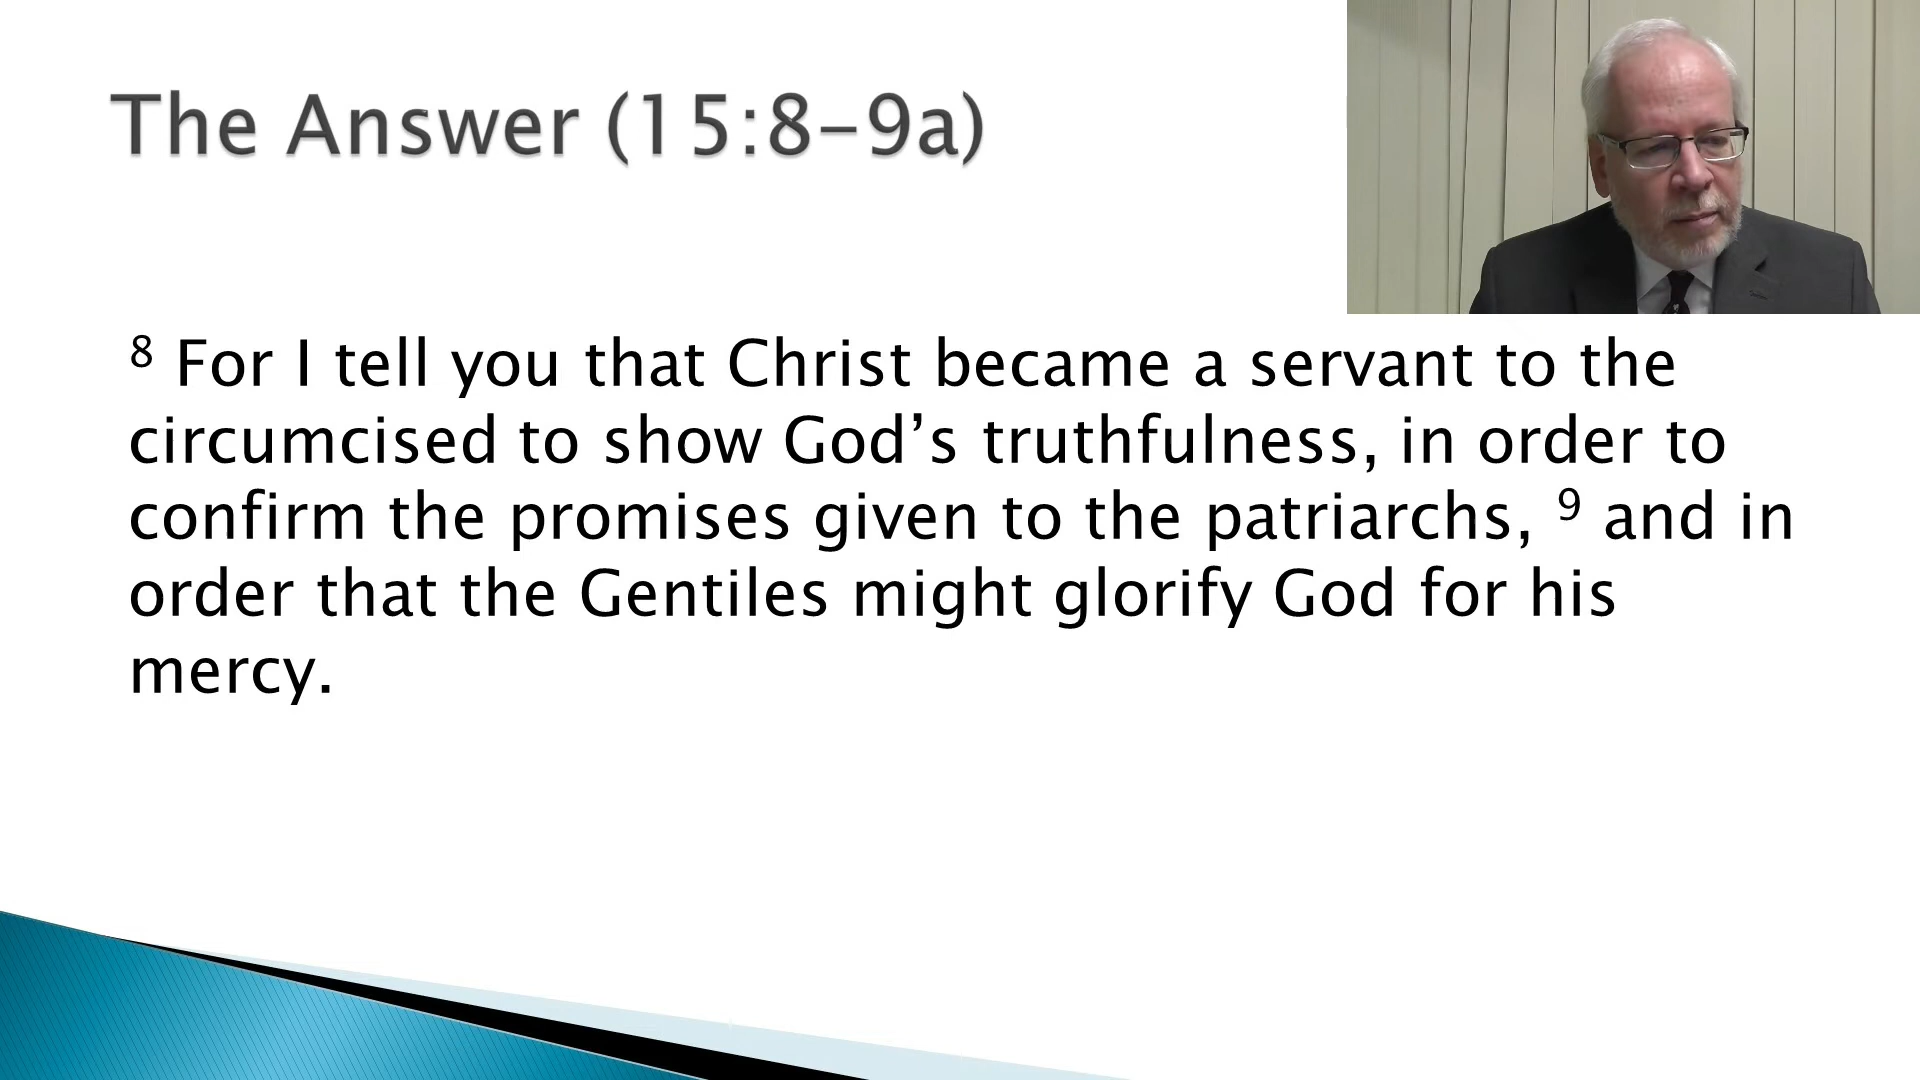 The Answer (15:8-9a)
⁸ For I tell you that Christ became a servant to the
circumcised to show God’s truthfulness, in order to
confirm the promises given to the patriarchs, ⁹ and in
order that the Gentiles might glorify God for his
mercy.